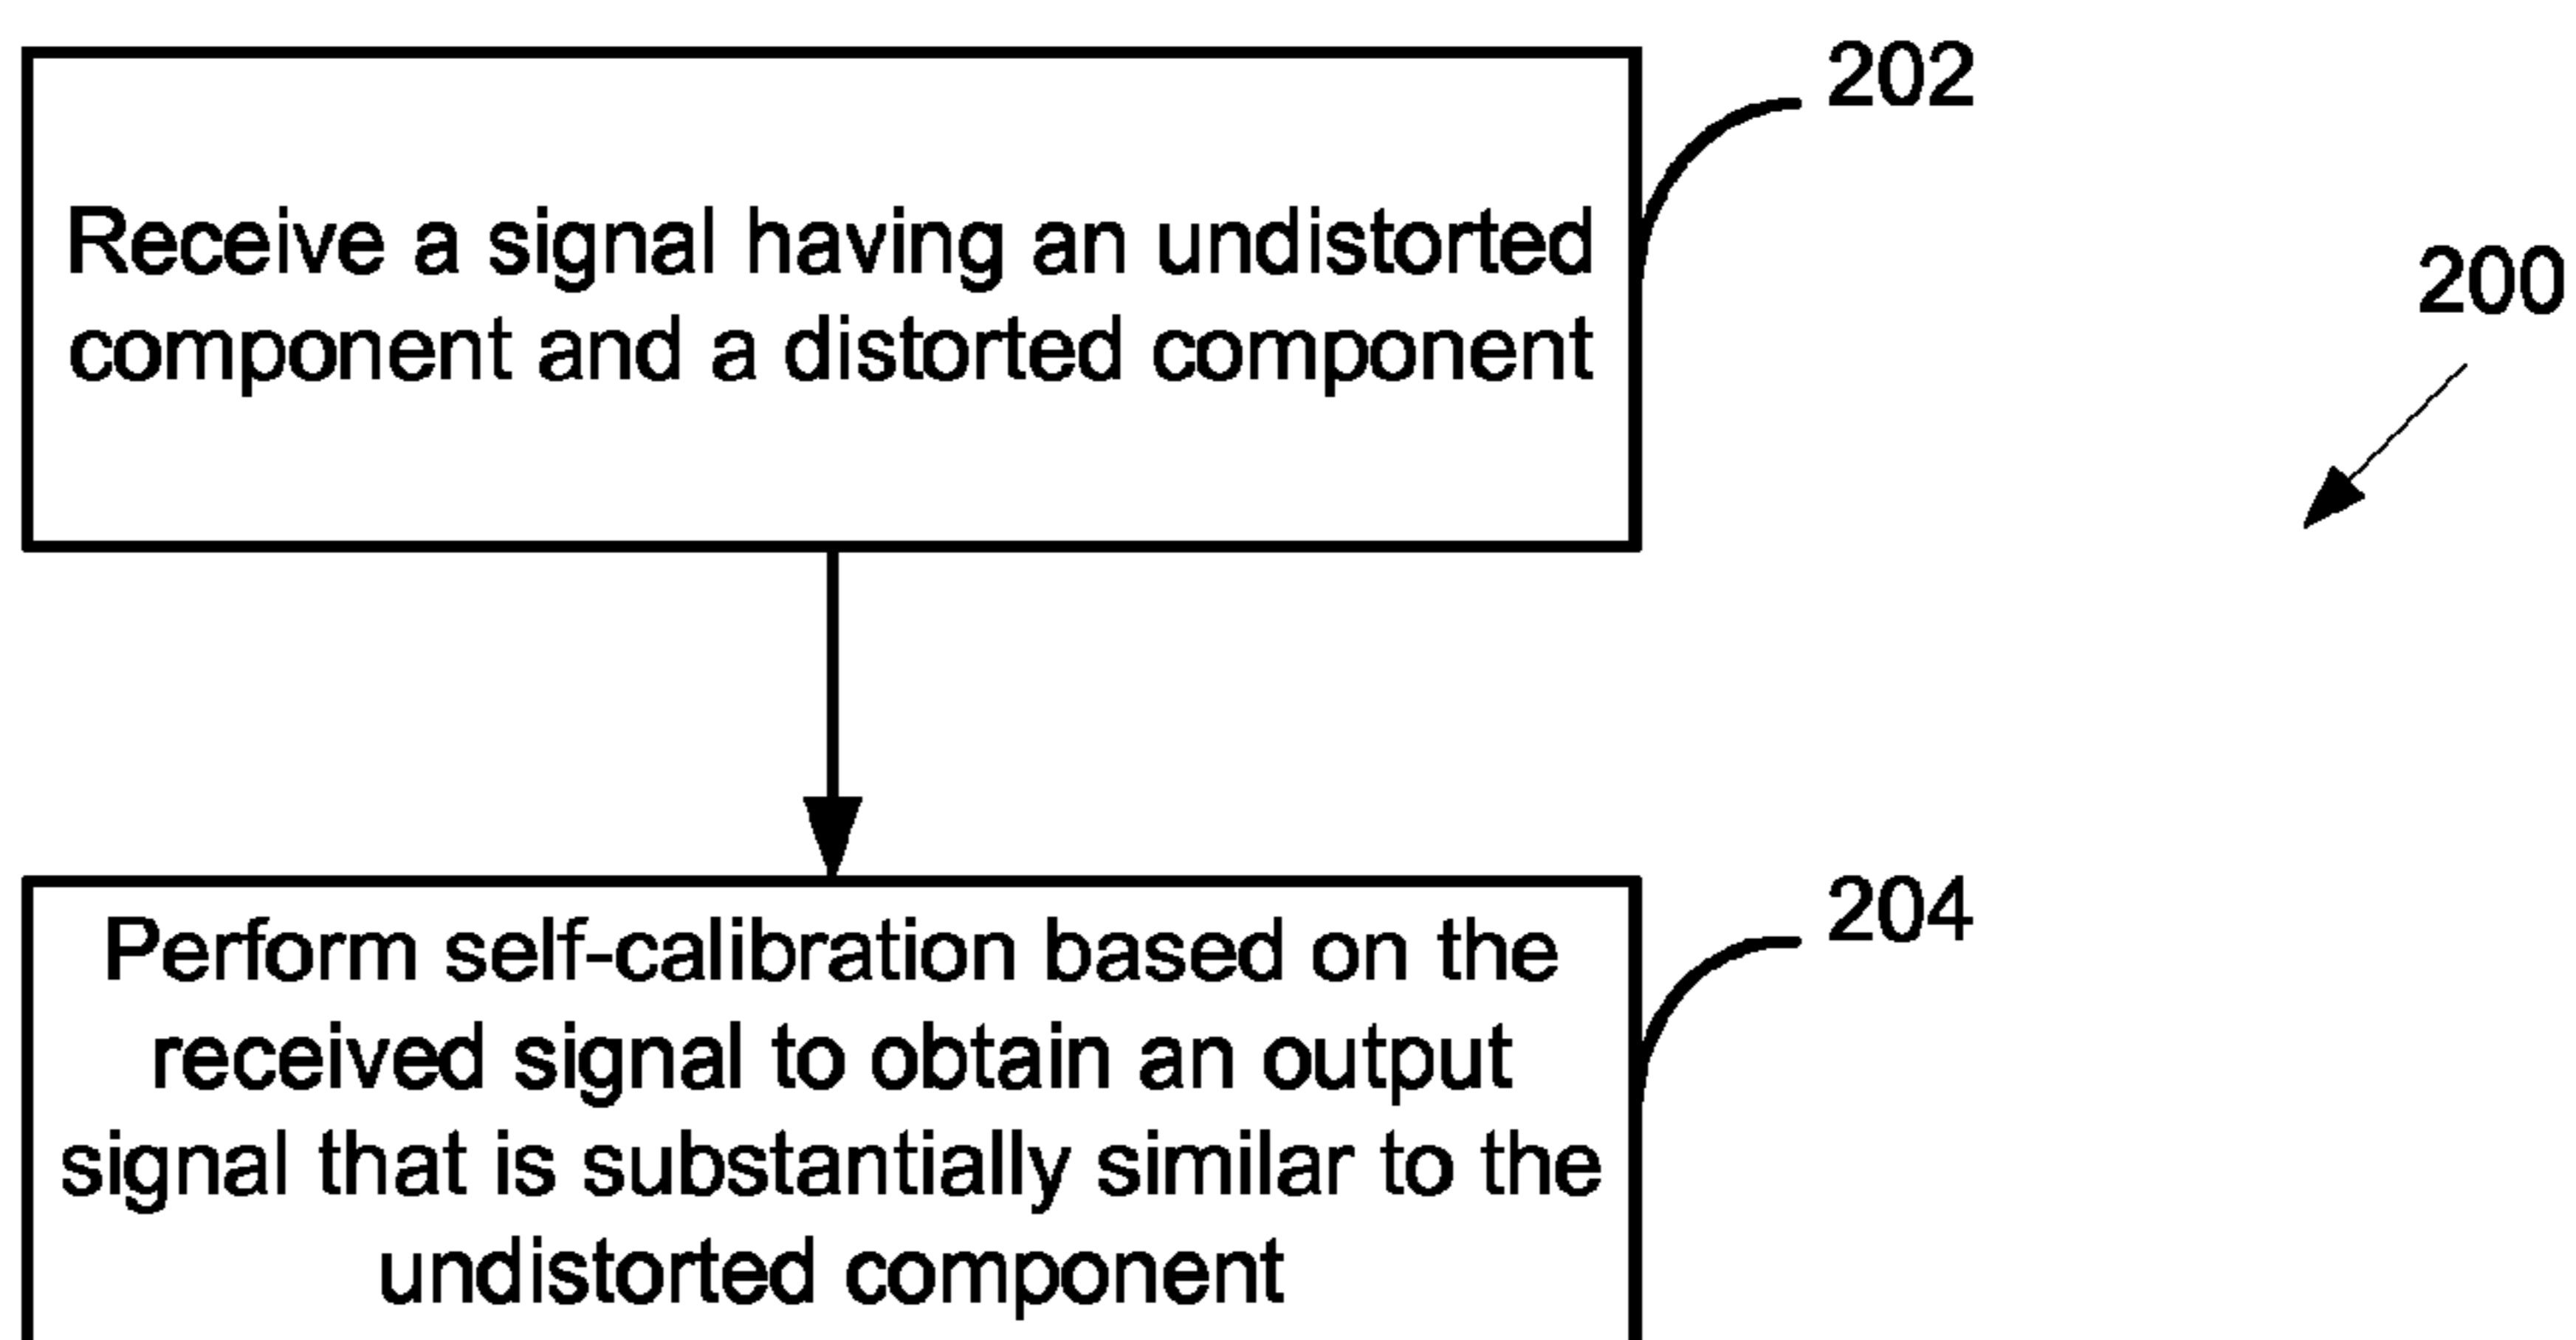 202
Receive a signal having an undistorted
component and a distorted component
200
204
Perform self-calibration based on the
received signal to obtain an output
signal that is substantially similar to the
undistorted component